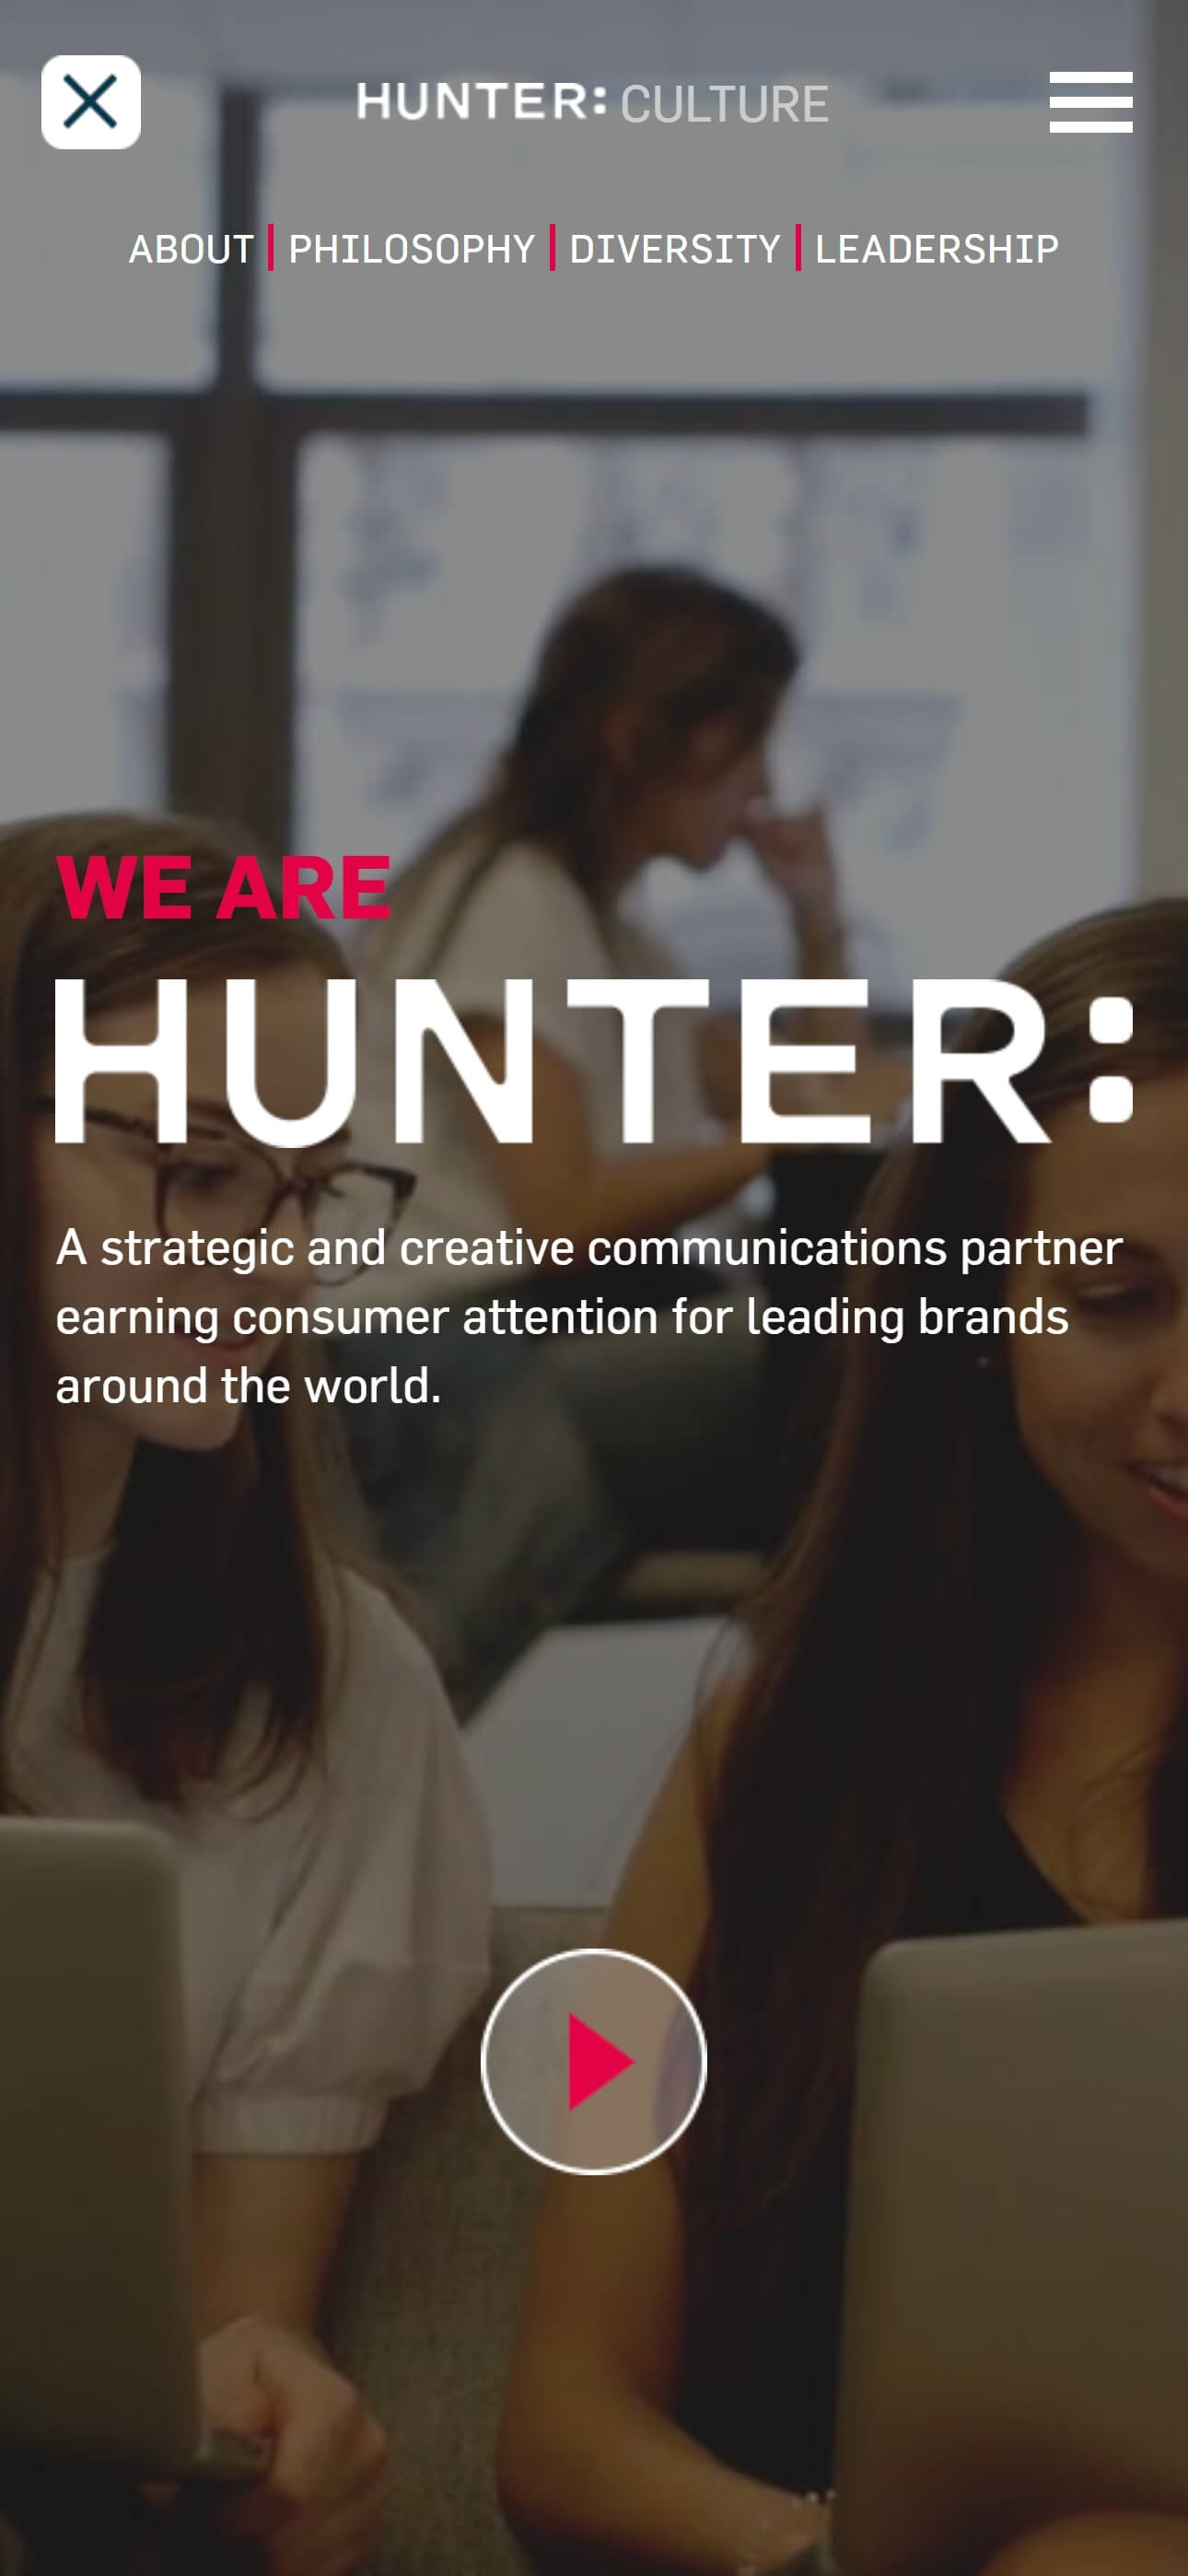 HUNTER: CULTURE
ABOUT | PHILOSOPHY | DIVERSITY | LEADERSHIP
WE ARE
HUNTER:
A strategic and creative communications partner
earning consumer attention for leading brands
around the world.